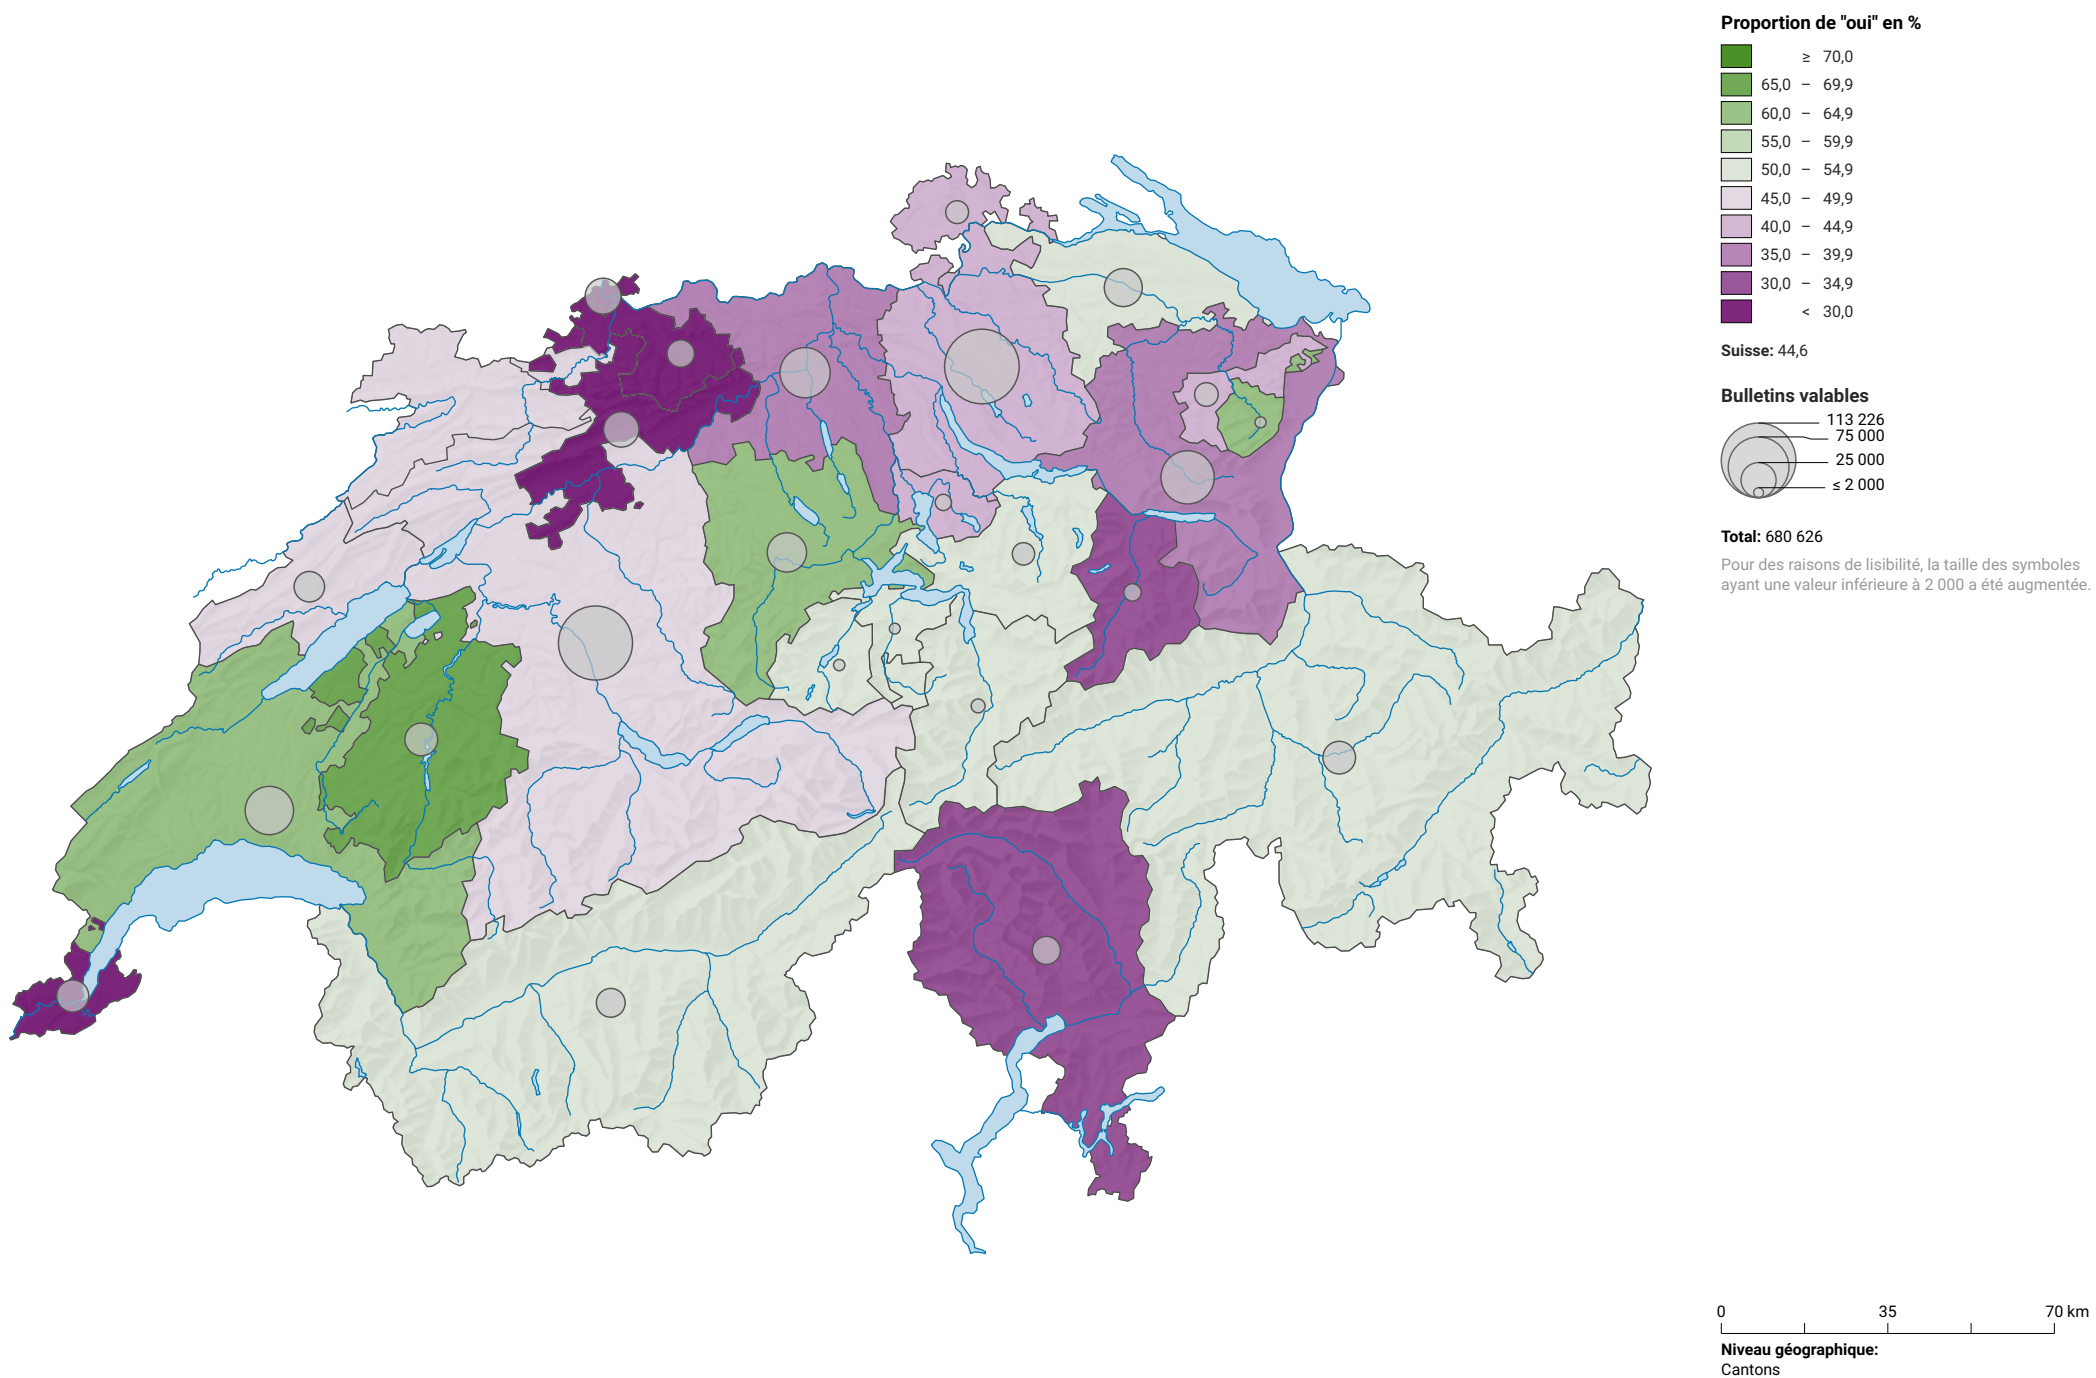 Proportion de "oui" en %
≥ 70,0
65,0 – 69,9
60,0 – 64,9
55,0 – 59,9
50,0 – 54,9
45,0 – 49,9
40,0 – 44,9
35,0 – 39,9
30,0 – 34,9
< 30,0
Suisse: 44,6
Bulletins valables
113 226
75 000
25 000
≤ 2 000
Total: 680 626
Pour des raisons de lisibilité, la taille des symboles
ayant une valeur inférieure à 2 000 a été augmentée.
0 35 70 km
Niveau géographique:
Cantons